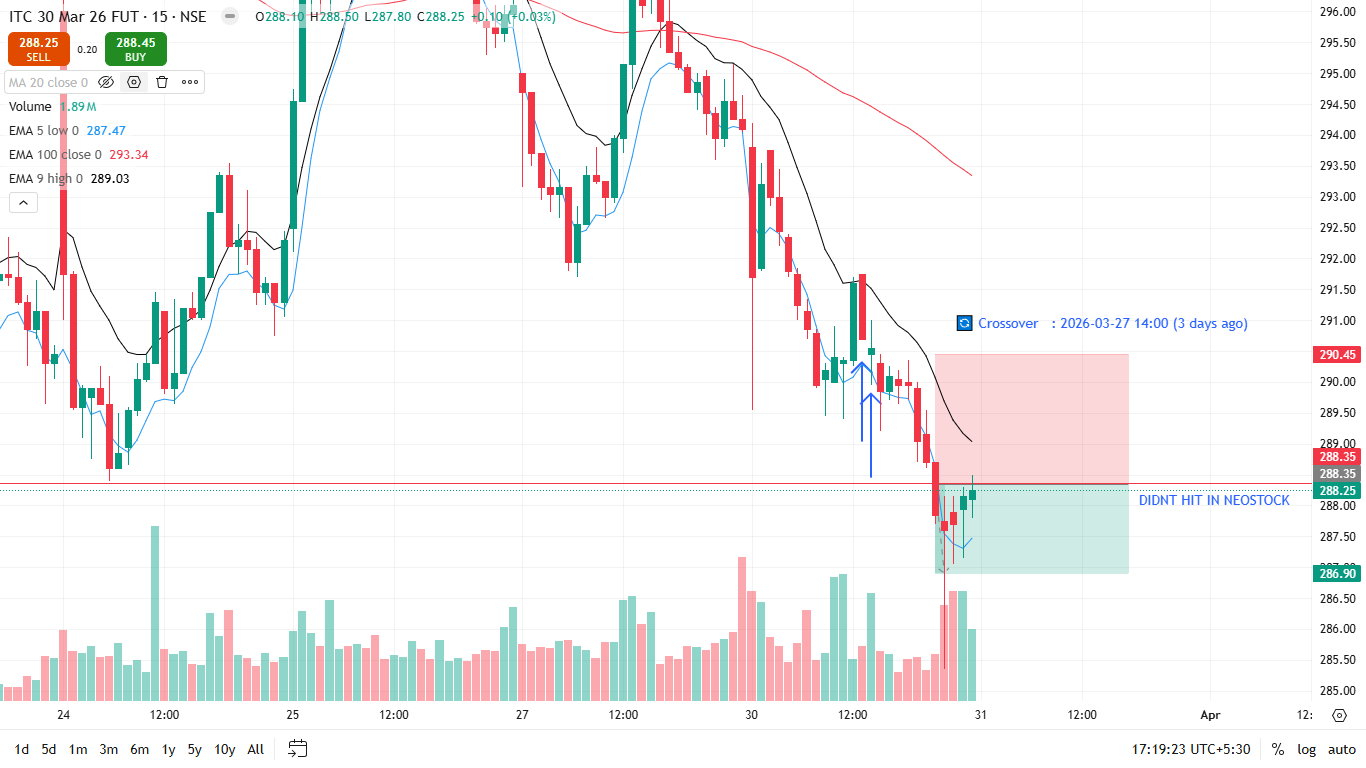 ITC 30 Mar 26 FUT · 15 · NSE O288.10 H288.50 L287.80 C288.25 +0.10 (+0.03%)
288.25 SELL 0.20 288.45 BUY
MA 20 close 0
Volume 1.89 M
EMA 5 low 0 287.47
EMA 100 close 0 293.34
EMA 9 high 0 289.03
296.00
295.50
295.00
294.50
294.00
293.50
293.00
292.50
292.00
291.50
291.00
Crossover : 2026-03-27 14:00 (3 days ago)
290.45
290.00
289.50
289.00
288.35
288.35
288.25
DIDNT HIT IN NEOSTOCK
288.00
287.50
286.90
286.50
286.00
285.50
285.00
24 12:00 25 12:00 27 12:00 30 12:00 31 12:00 Apr 12:
1d 5d 1m 3m 6m 1y 5y 10y All 17:19:23 UTC+5:30 % log auto